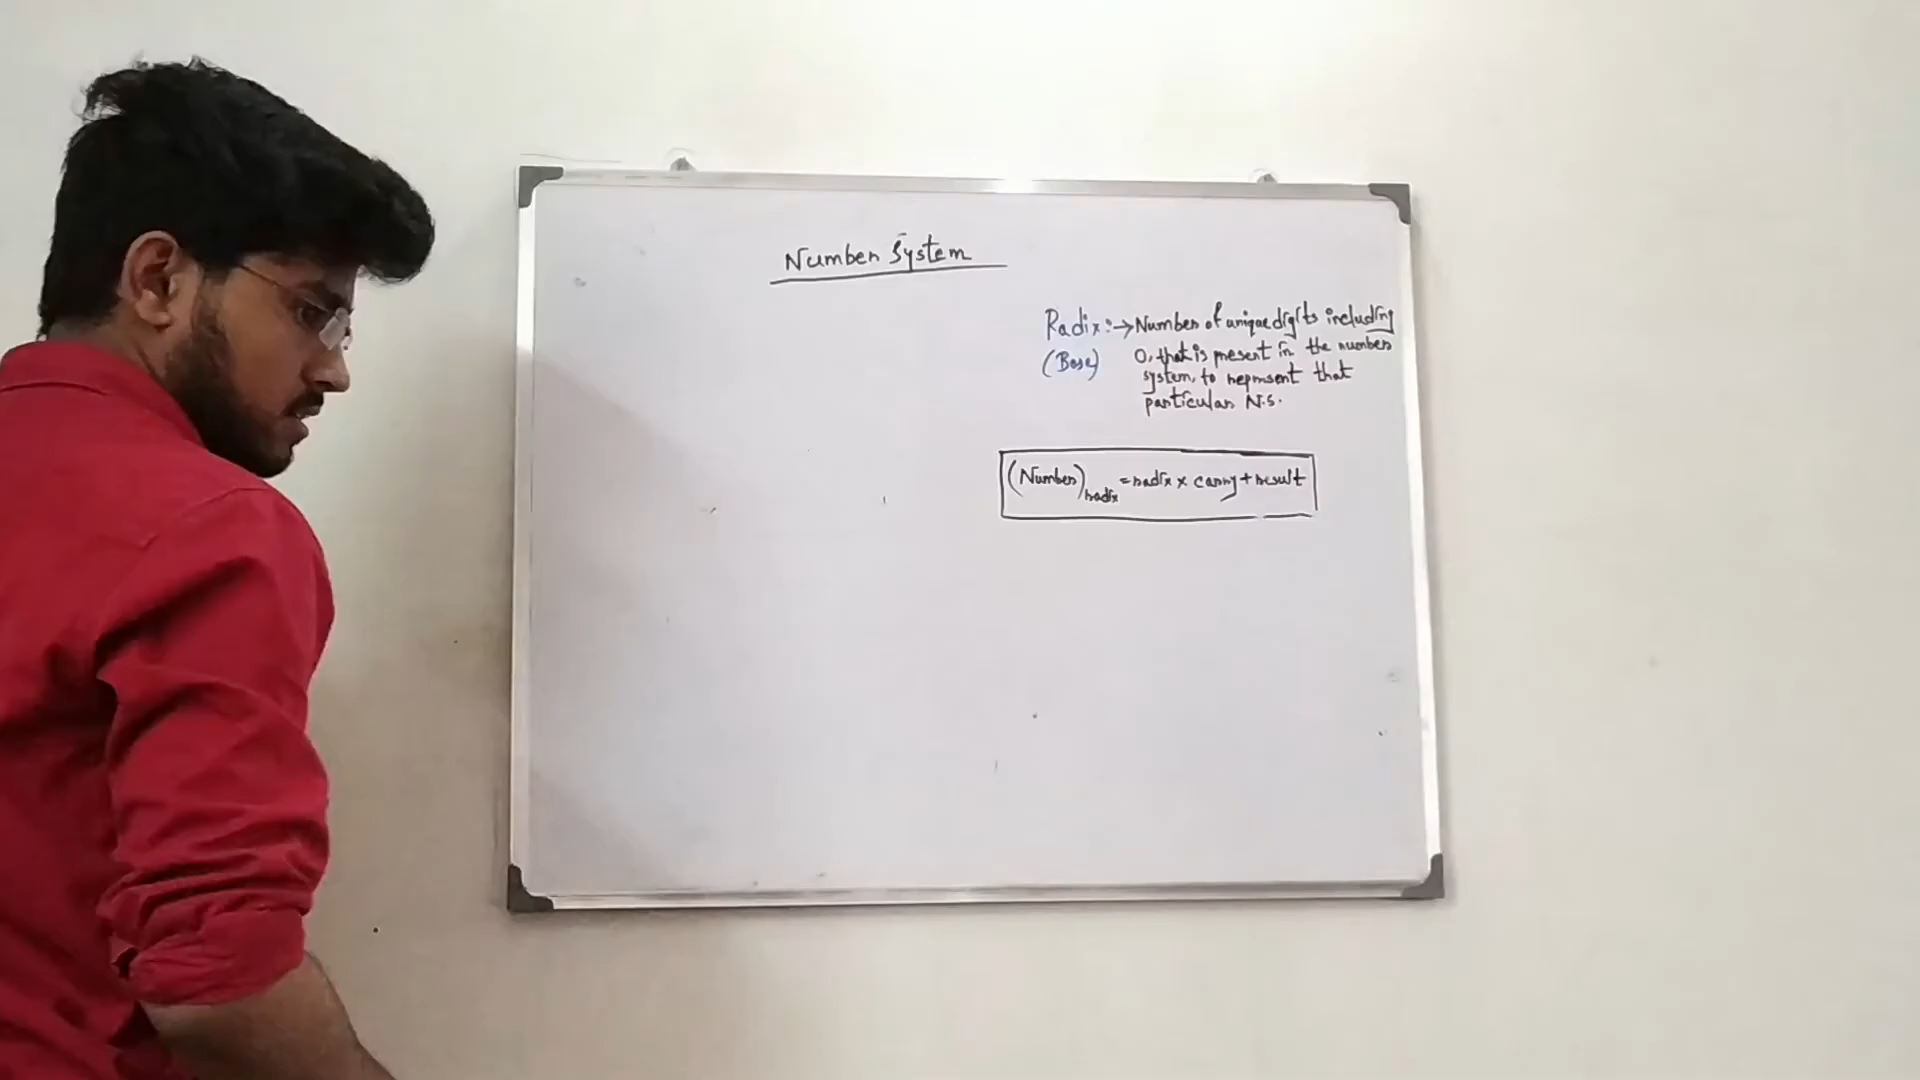 Number System
Radix:→Number of unique digits including
(Base) 0, that is present in the number
system, to represent that
particular N.S.
(Number)radix = radix x carry + result